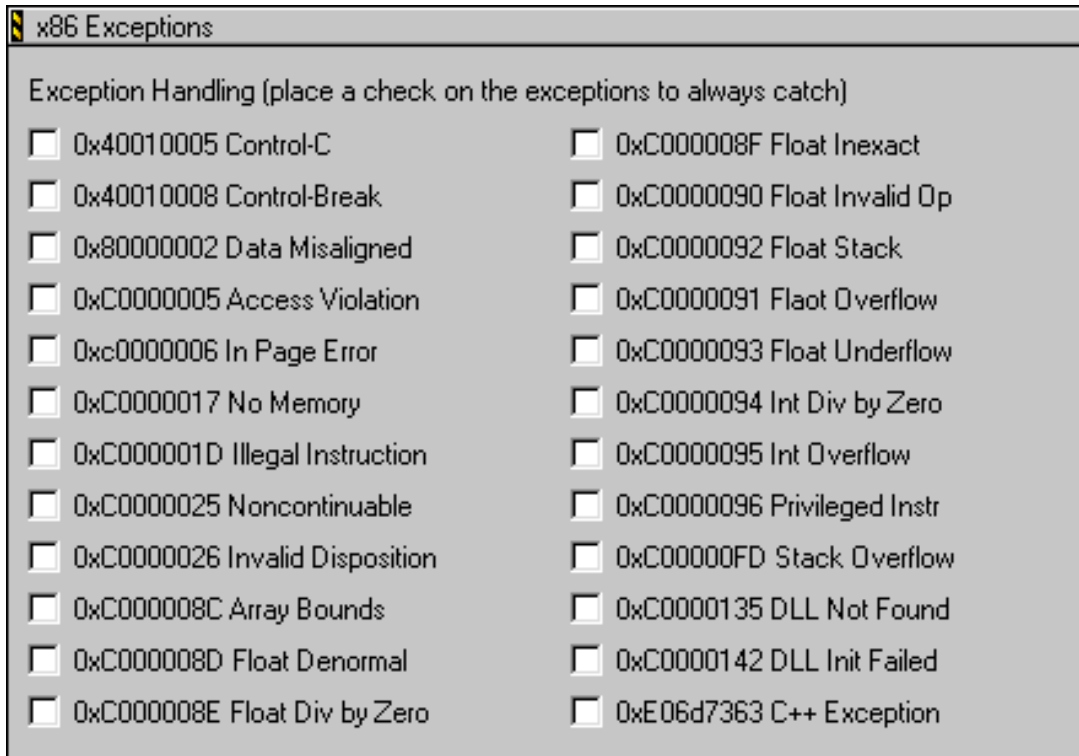 x86 Exceptions
Exception Handling (place a check on the exceptions to always catch)
0x40010005 Control-C
0x40010008 Control-Break
0x80000002 Data Misaligned
0xC0000005 Access Violation
0xc0000006 In Page Error
0xC0000017 No Memory
0xC000001D Illegal Instruction
0xC0000025 Noncontinuable
0xC0000026 Invalid Disposition
0xC000008C Array Bounds
0xC000008D Float Denormal
0xC000008E Float Div by Zero
0xC000008F Float Inexact
0xC0000090 Float Invalid Op
0xC0000092 Float Stack
0xC0000091 Flaot Overflow
0xC0000093 Float Underflow
0xC0000094 Int Div by Zero
0xC0000095 Int Overflow
0xC0000096 Privileged Instr
0xC00000FD Stack Overflow
0xC0000135 DLL Not Found
0xC0000142 DLL Init Failed
0xE06d7363 C++ Exception